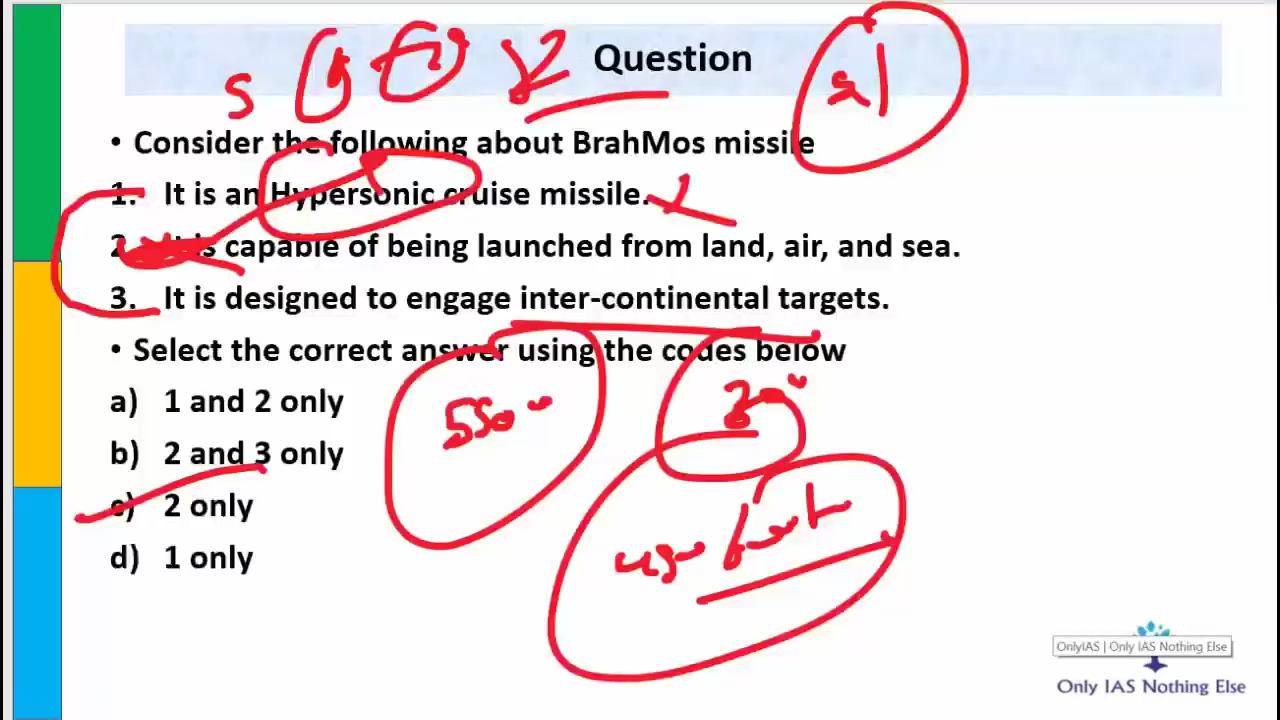 Question
• Consider the following about BrahMos missile
1. It is an Hypersonic cruise missile.
2. It is capable of being launched from land, air, and sea.
3. It is designed to engage inter-continental targets.
• Select the correct answer using the codes below
a) 1 and 2 only
b) 2 and 3 only
c) 2 only
d) 1 only
OnlyIAS | Only IAS Nothing Else
Only IAS Nothing Else